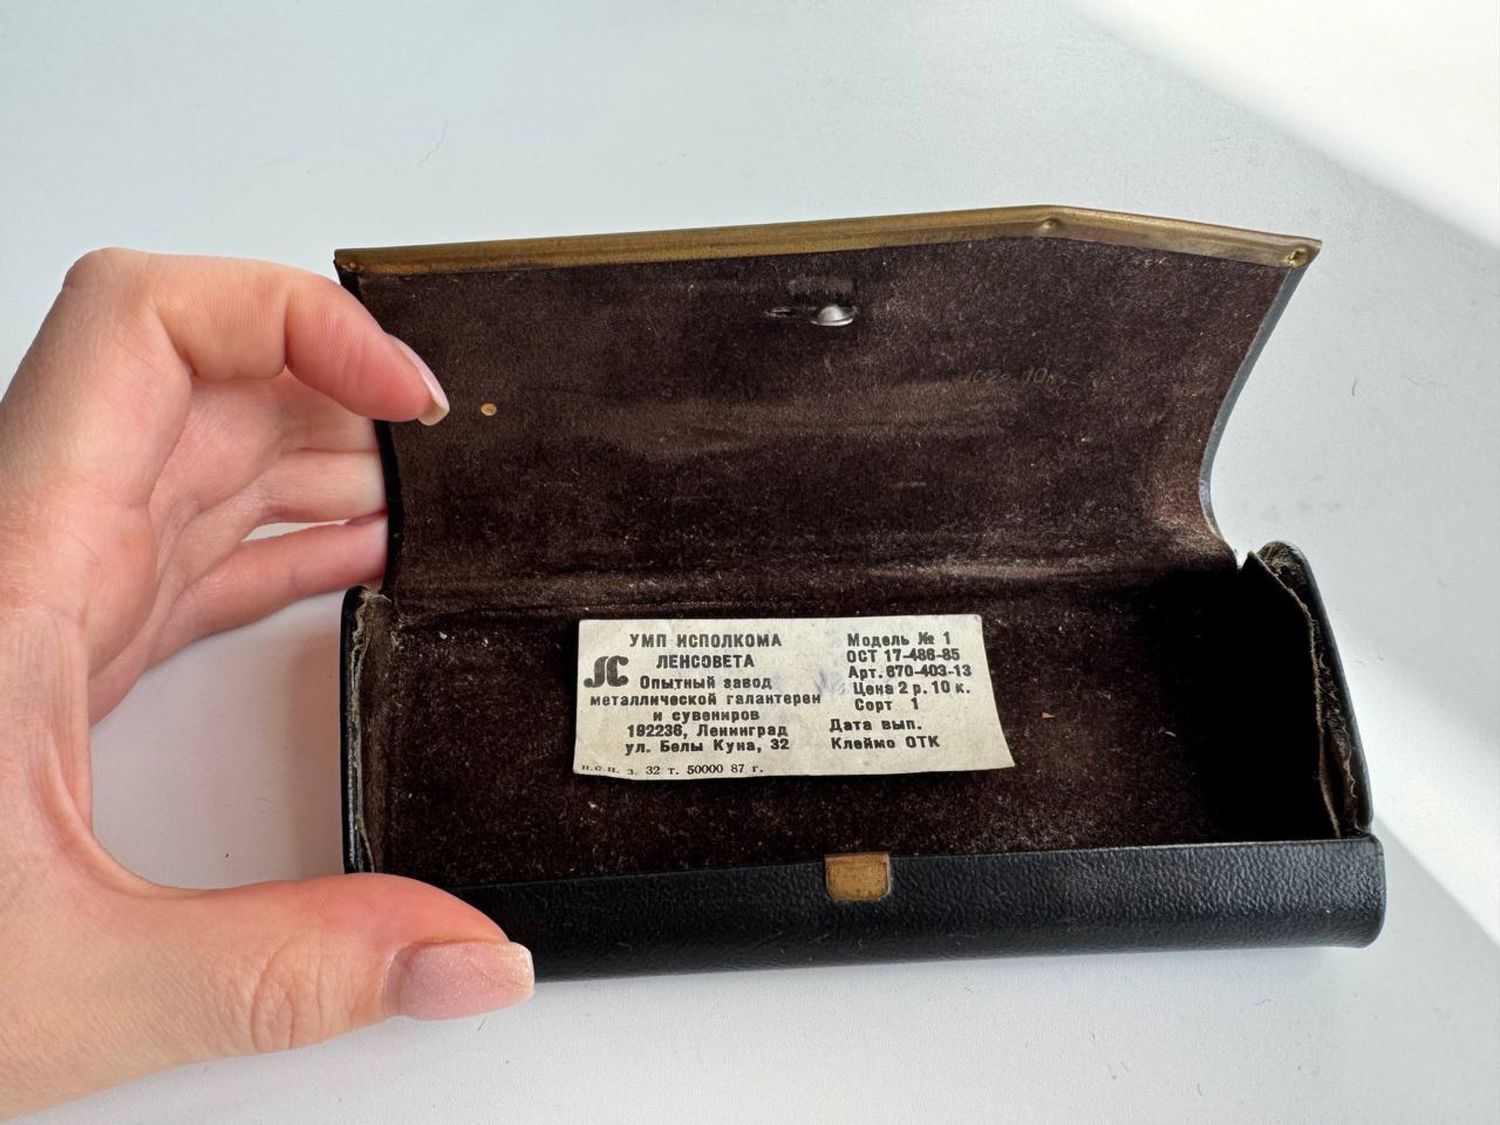 УМП ИСПОЛКОМА
ЛЕНСОВЕТА
Опытный завод
металлической галантереи
и сувениров
192236, Ленинград
ул. Белы Куна, 32
з. 32 т. 50000 87 г.
Модель № 1
ОСТ 17-486-85
Арт. 670-403-13
Цена 2 р. 10 к.
Сорт 1
Дата вып.
Клеймо ОТК